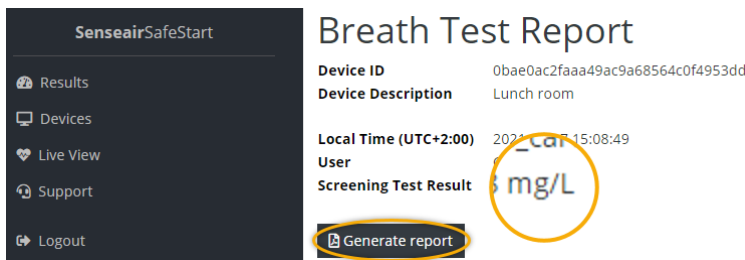 SenseairSafeStart
Results
Devices
Live View
Support
Logout
Breath Test Report
Device ID 0bae0ac2faaa49ac9a68564c0f4953dd
Device Description Lunch room
Local Time (UTC+2:00) 15:08:49
User
Screening Test Result mg/L
Generate report